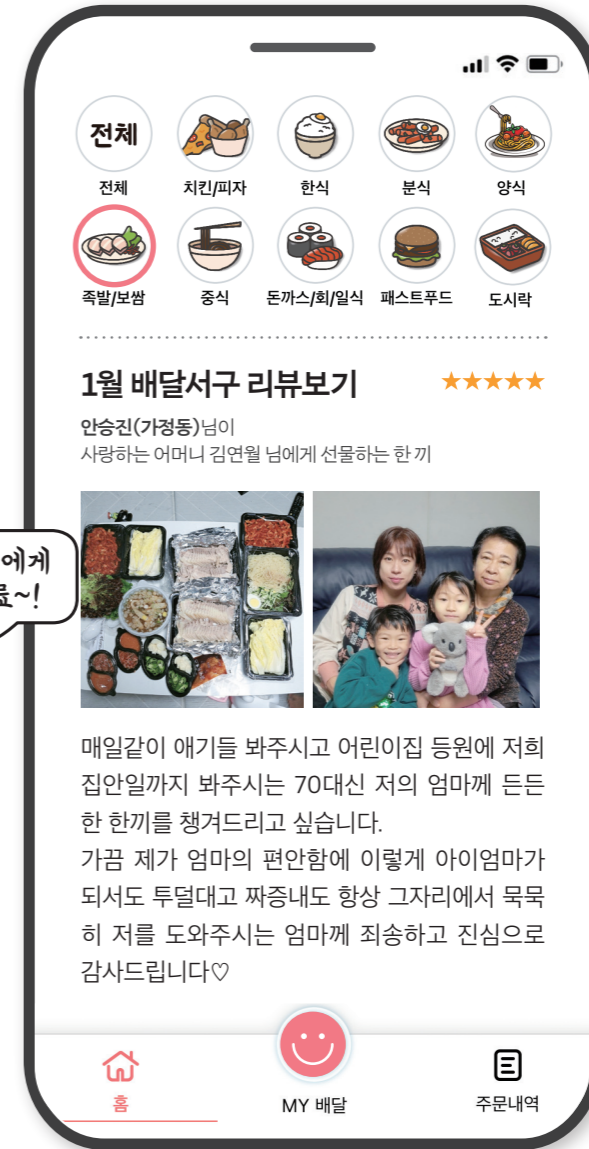 전체
전체
치킨/피자
한식
분식
양식
족발/보쌈
중식
돈까스/회/일식
패스트푸드
도시락
1월 배달서구 리뷰보기
안승진(가정동)님이
사랑하는 어머니 김연월 님에게 선물하는 한 끼
에게
료~!
매일같이 애기들 봐주시고 어린이집 등원에 저희
집안일까지 봐주시는 70대신 저의 엄마께 든든
한 한끼를 챙겨드리고 싶습니다.
가끔 제가 엄마의 편안함에 이렇게 아이엄마가
되서도 투덜대고 짜증내도 항상 그자리에서 묵묵
히 저를 도와주시는 엄마께 죄송하고 진심으로
감사드립니다♡
홈
MY 배달
주문내역